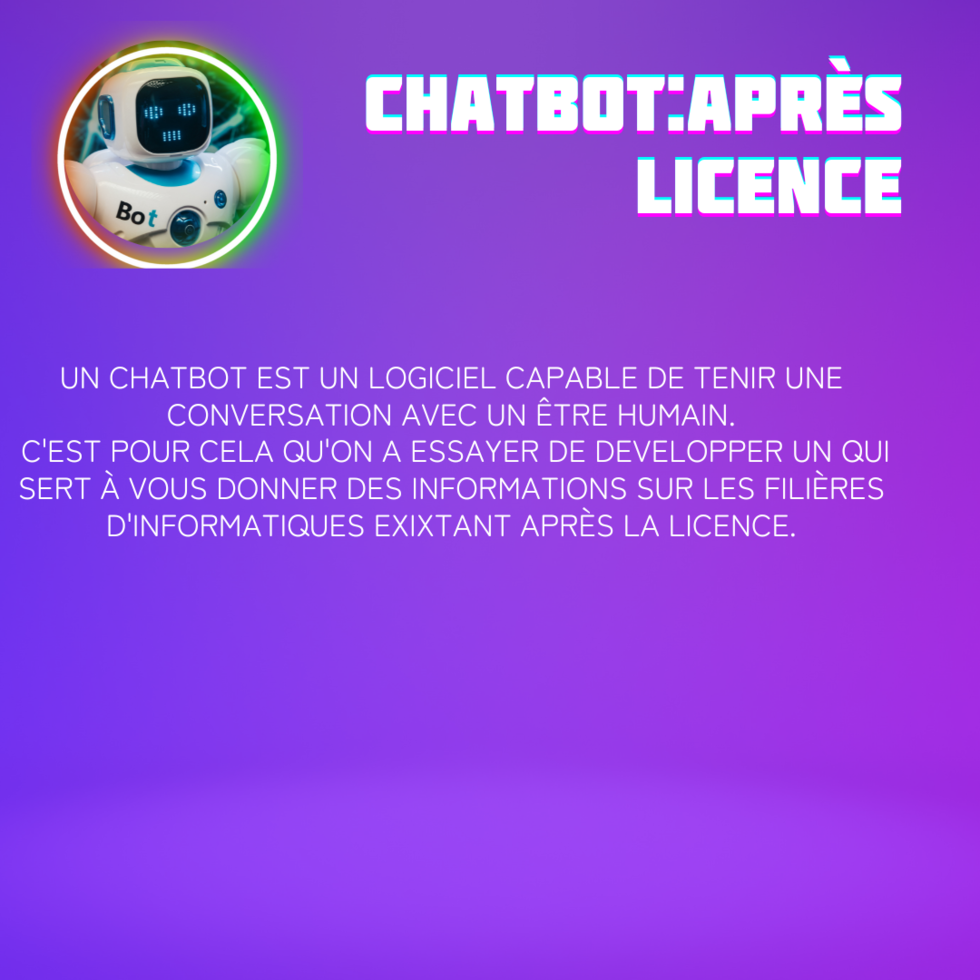 CHATBOT:APRÈS
LICENCE
Bot
UN CHATBOT EST UN LOGICIEL CAPABLE DE TENIR UNE
CONVERSATION AVEC UN ÊTRE HUMAIN.
C'EST POUR CELA QU'ON A ESSAYER DE DEVELOPPER UN QUI
SERT À VOUS DONNER DES INFORMATIONS SUR LES FILIÈRES
D'INFORMATIQUES EXIXTANT APRÈS LA LICENCE.